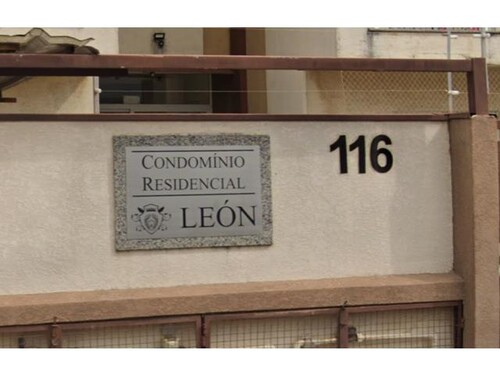 CONDOMÍNIO
RESIDENCIAL
LEÓN
116